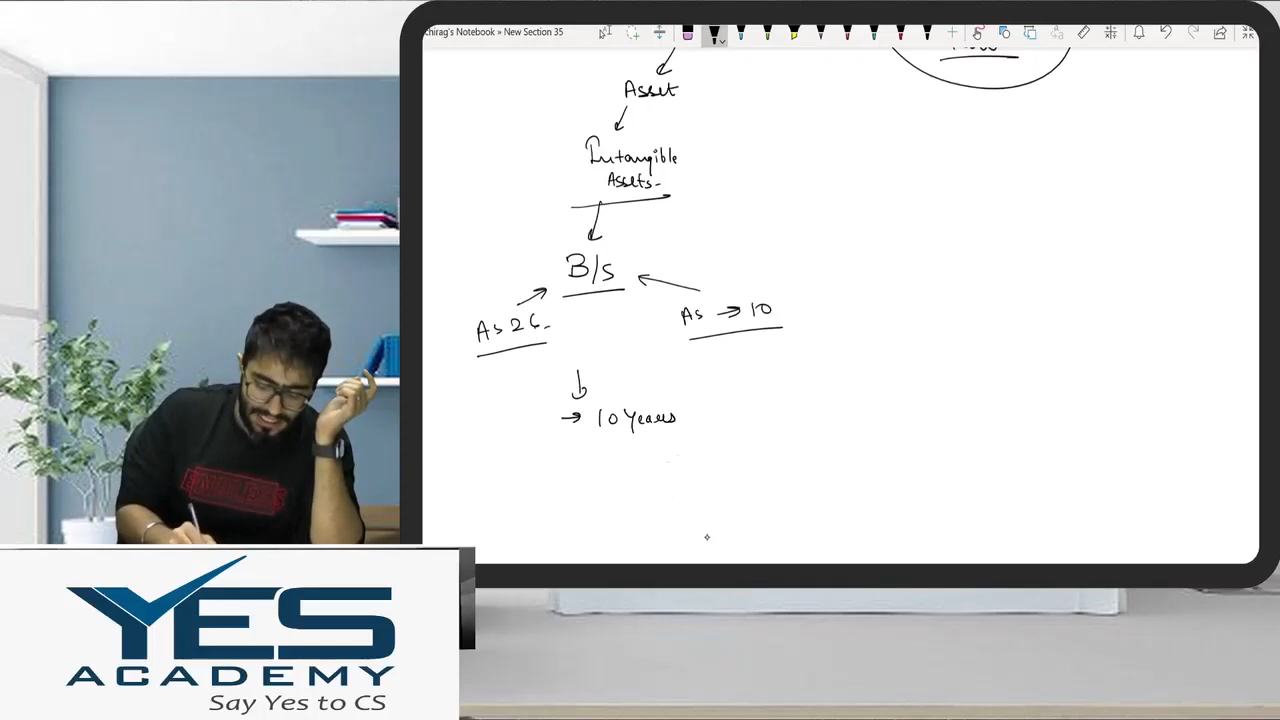 chirag's Notebook » New Section 35
Asset
Intangible
Assets-
B/s
As 26-
As → 10
→ 10 Years
YES
ACADEMY
Say Yes to CS